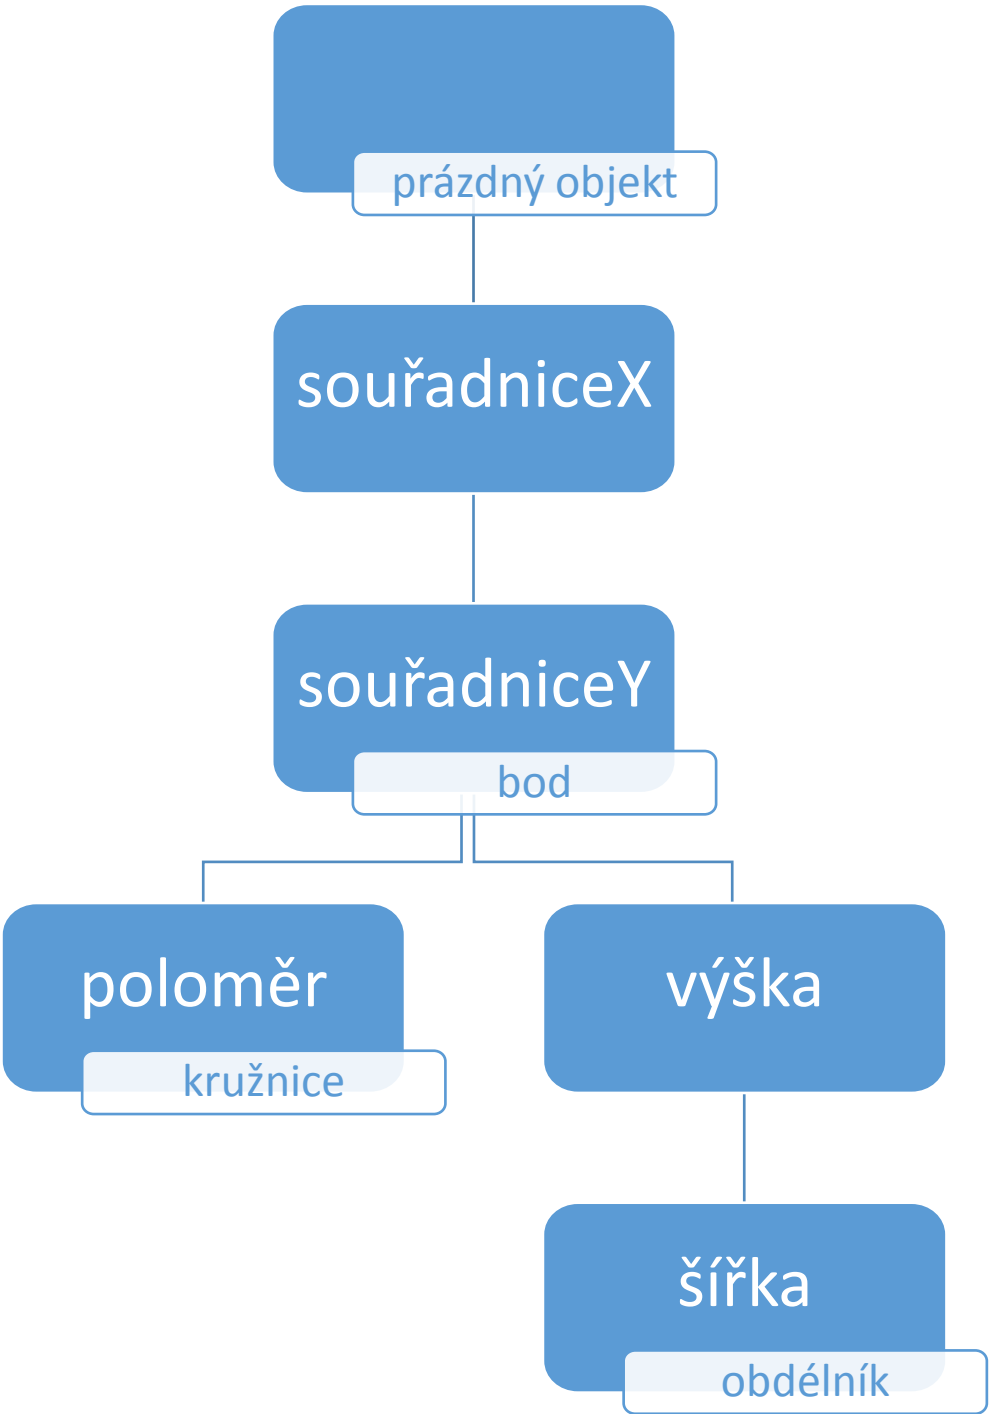 prázdný objekt
souřadniceX
souřadniceY
bod
poloměr
kružnice
výška
šířka
obdélník